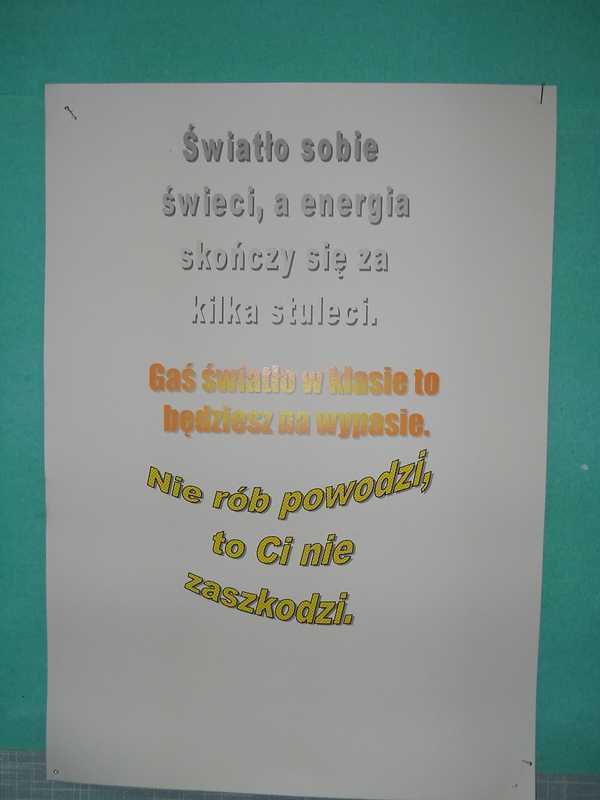 Światło sobie
świeci, a energia
skończy się za
kilka stuleci.
Gaś światło w klasie to
będziesz na wypasie.
Nie rób powodzi,
to Ci nie
zaszkodzi.